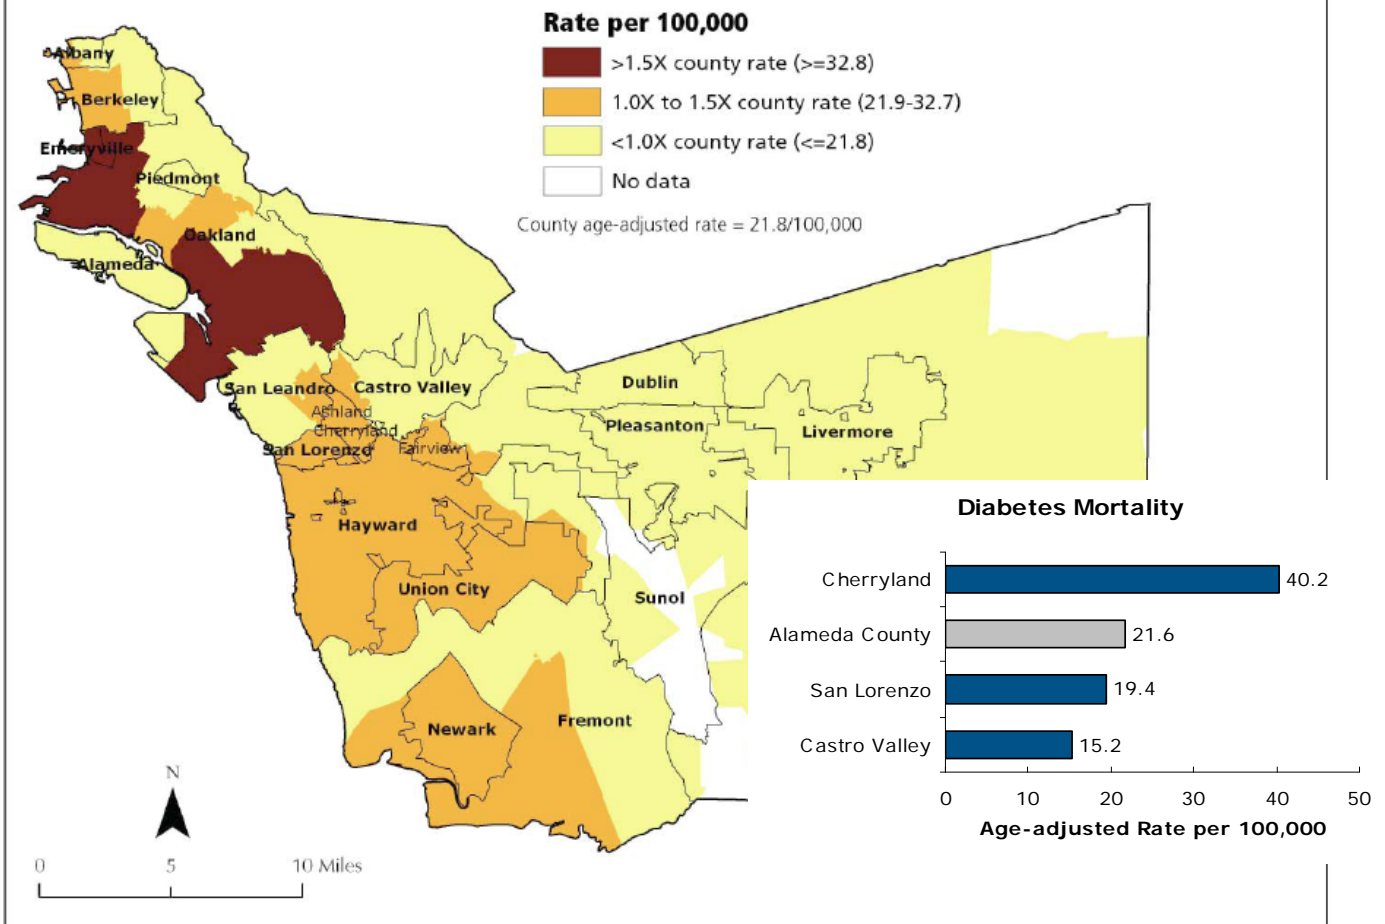 Rate per 100,000
>1.5X county rate (>=32.8)
1.0X to 1.5X county rate (21.9-32.7)
<1.0X county rate (<=21.8)
No data
County age-adjusted rate = 21.8/100,000
Albany
Berkeley
Emeryville
Piedmont
Oakland
Alameda
San Leandro
Castro Valley
Ashland
Cherryland
San Lorenzo
Fairview
Dublin
Pleasanton
Livermore
Hayward
Union City
Sunol
Newark
Fremont
N
0 5 10 Miles
Diabetes Mortality
Cherryland 40.2
Alameda County 21.6
San Lorenzo 19.4
Castro Valley 15.2
0 10 20 30 40 50
Age-adjusted Rate per 100,000